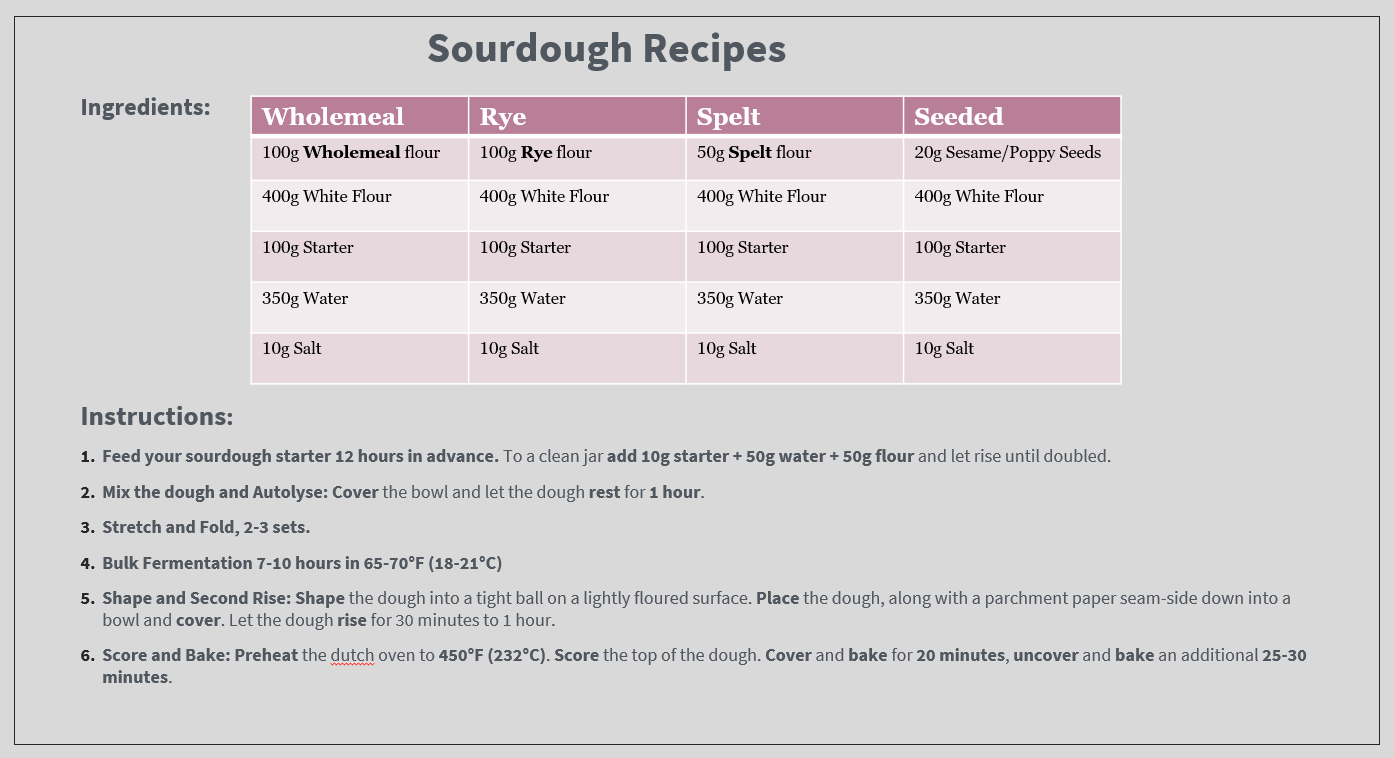 Sourdough Recipes
Ingredients:
Wholemeal Rye Spelt Seeded
100g Wholemeal flour 100g Rye flour 50g Spelt flour 20g Sesame/Poppy Seeds
400g White Flour 400g White Flour 400g White Flour 400g White Flour
100g Starter 100g Starter 100g Starter 100g Starter
350g Water 350g Water 350g Water 350g Water
10g Salt 10g Salt 10g Salt 10g Salt
Instructions:
1. Feed your sourdough starter 12 hours in advance. To a clean jar add 10g starter + 50g water + 50g flour and let rise until doubled.
2. Mix the dough and Autolyse: Cover the bowl and let the dough rest for 1 hour.
3. Stretch and Fold, 2-3 sets.
4. Bulk Fermentation 7-10 hours in 65-70°F (18-21°C)
5. Shape and Second Rise: Shape the dough into a tight ball on a lightly floured surface. Place the dough, along with a parchment paper seam-side down into a
bowl and cover. Let the dough rise for 30 minutes to 1 hour.
6. Score and Bake: Preheat the dutch oven to 450°F (232°C). Score the top of the dough. Cover and bake for 20 minutes, uncover and bake an additional 25-30
minutes.